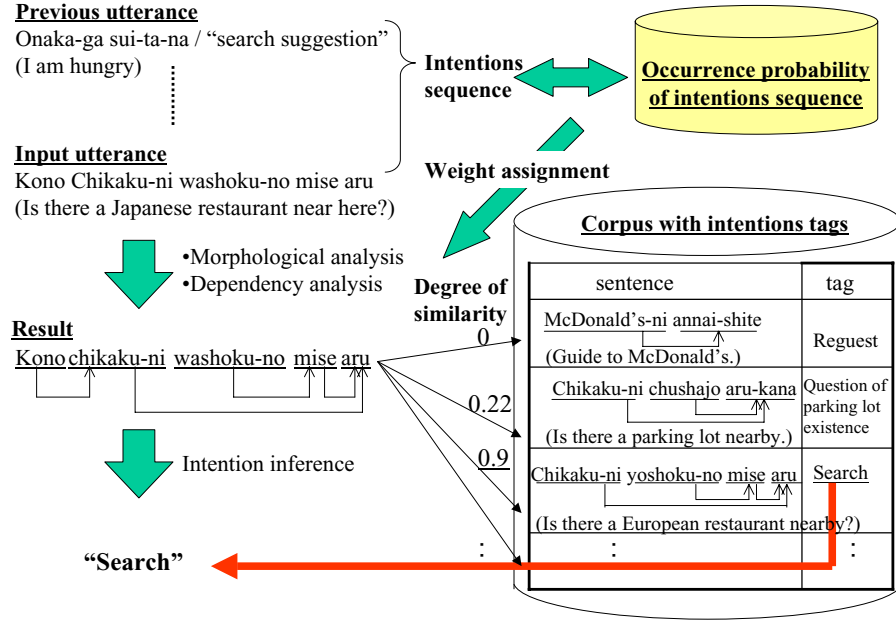 Previous utterance
Onaka-ga sui-ta-na / “search suggestion”
(I am hungry)
Intentions
sequence
Occurrence probability
of intentions sequence
Input utterance
Kono Chikaku-ni washoku-no mise aru
(Is there a Japanese restaurant near here?)
Weight assignment
•Morphological analysis
•Dependency analysis
Corpus with intentions tags
Degree of
similarity
sentence
tag
Result
Kono chikaku-ni washoku-no mise aru
0
McDonald’s-ni annai-shite
(Guide to McDonald’s.)
Reguest
0.22
Chikaku-ni chushajo aru-kana
(Is there a parking lot nearby.)
Question of
parking lot
existence
Intention inference
0.9
Chikaku-ni yoshoku-no mise aru
(Is there a European restaurant nearby?)
Search
“Search”
:
:
: